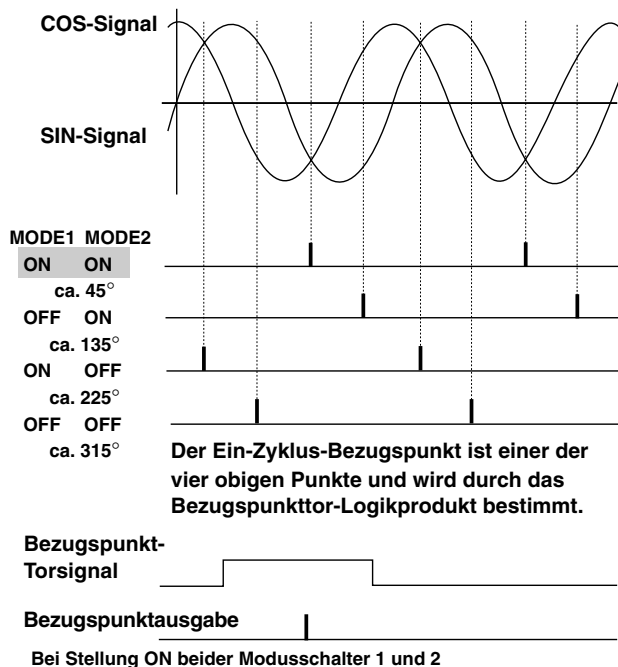 COS-Signal
SIN-Signal
MODE1 MODE2
ON ON
ca. 45°
OFF ON
ca. 135°
ON OFF
ca. 225°
OFF OFF
ca. 315°
Der Ein-Zyklus-Bezugspunkt ist einer der
vier obigen Punkte und wird durch das
Bezugspunkttor-Logikprodukt bestimmt.
Bezugspunkt-
Torsignal
Bezugspunktausgabe
Bei Stellung ON beider Modusschalter 1 und 2